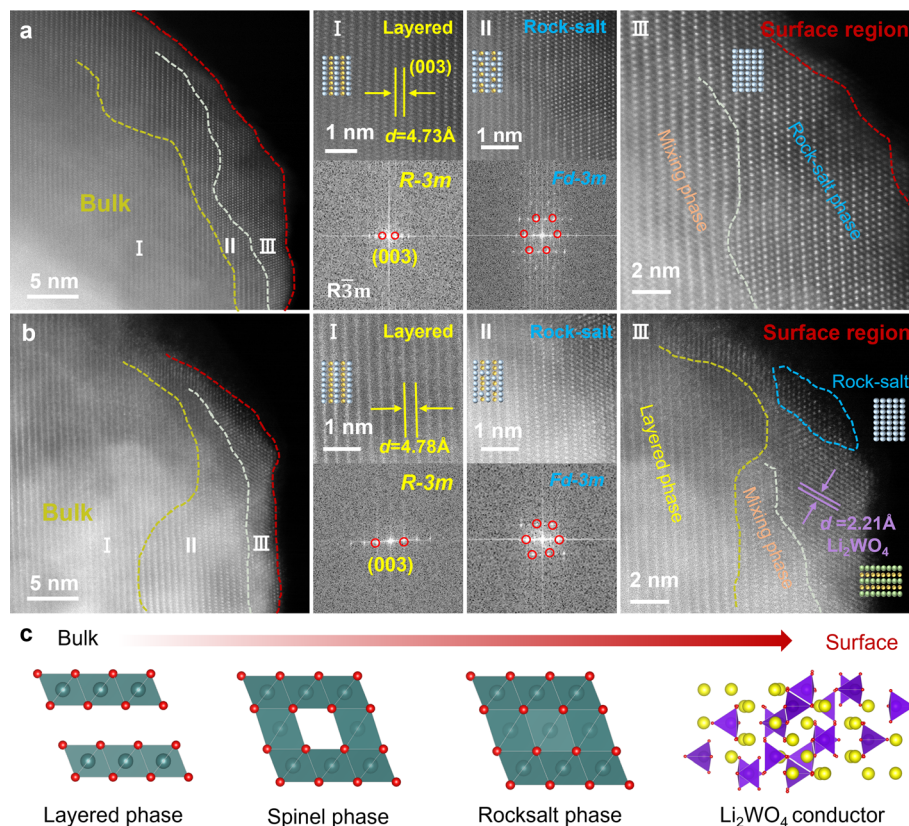 a
Bulk
I
II
III
5 nm
I
Layered
(003)
d=4.73Å
1 nm
R-3m
(003)
R3̅m
II
Rock-salt
1 nm
Fd-3m
III
Surface region
Mixing phase
Rock-salt phase
2 nm
b
Bulk
I
II
III
5 nm
I
Layered
1 nm
d=4.78Å
R-3m
(003)
II
Rock-salt
1 nm
Fd-3m
III
Surface region
Rock-salt
Layered phase
Mixing phase
d=2.21Å
Li₂WO₄
2 nm
c
Bulk
Surface
Layered phase
Spinel phase
Rocksalt phase
Li₂WO₄ conductor